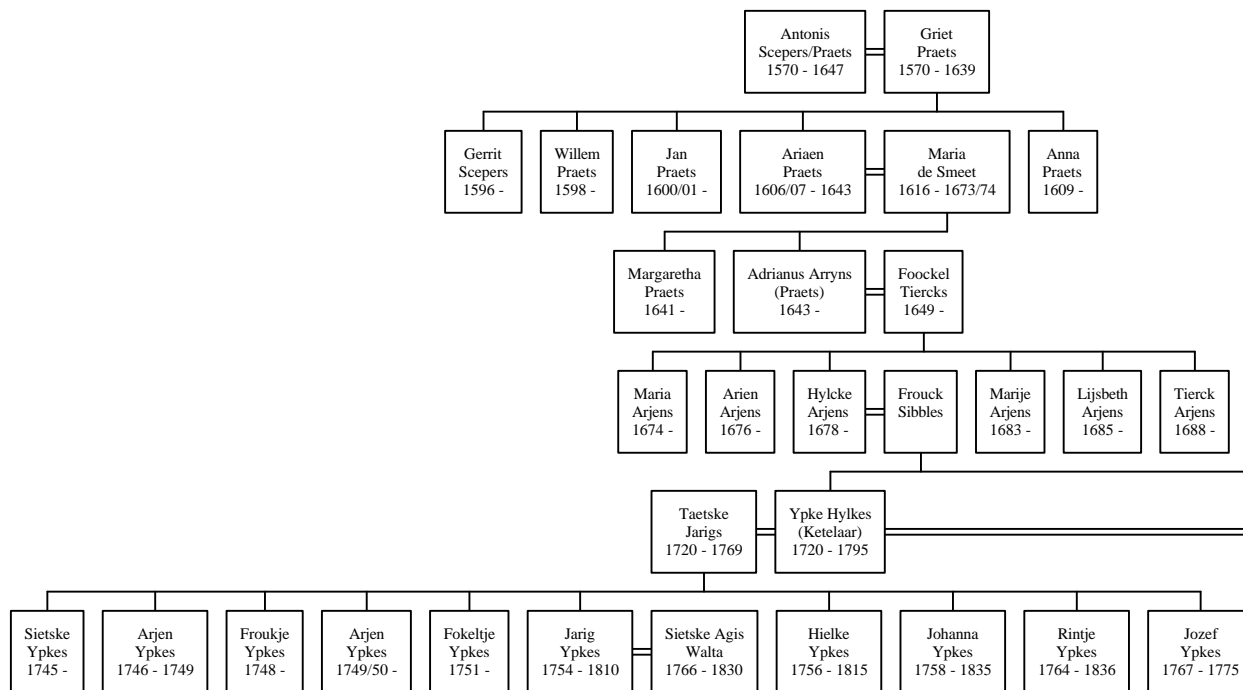 Antonis
Scepers/Praets
1570 - 1647
Griet
Praets
1570 - 1639
Gerrit
Scepers
1596 -
Willem
Praets
1598 -
Jan
Praets
1600/01 -
Ariaen
Praets
1606/07 - 1643
Maria
de Smeet
1616 - 1673/74
Anna
Praets
1609 -
Margaretha
Praets
1641 -
Adrianus Arryns
(Praets)
1643 -
Foockel
Tiercks
1649 -
Maria
Arjens
1674 -
Arien
Arjens
1676 -
Hylcke
Arjens
1678 -
Frouck
Sibbles
Marije
Arjens
1683 -
Lijsbeth
Arjens
1685 -
Tierck
Arjens
1688 -
Taetske
Jarigs
1720 - 1769
Ypke Hylkes
(Ketelaar)
1720 - 1795
Sietske
Ypkes
1745 -
Arjen
Ypkes
1746 - 1749
Froukje
Ypkes
1748 -
Arjen
Ypkes
1749/50 -
Fokeltje
Ypkes
1751 -
Jarig
Ypkes
1754 - 1810
Sietske Agis
Walta
1766 - 1830
Hielke
Ypkes
1756 - 1815
Johanna
Ypkes
1758 - 1835
Rintje
Ypkes
1764 - 1836
Jozef
Ypkes
1767 - 1775